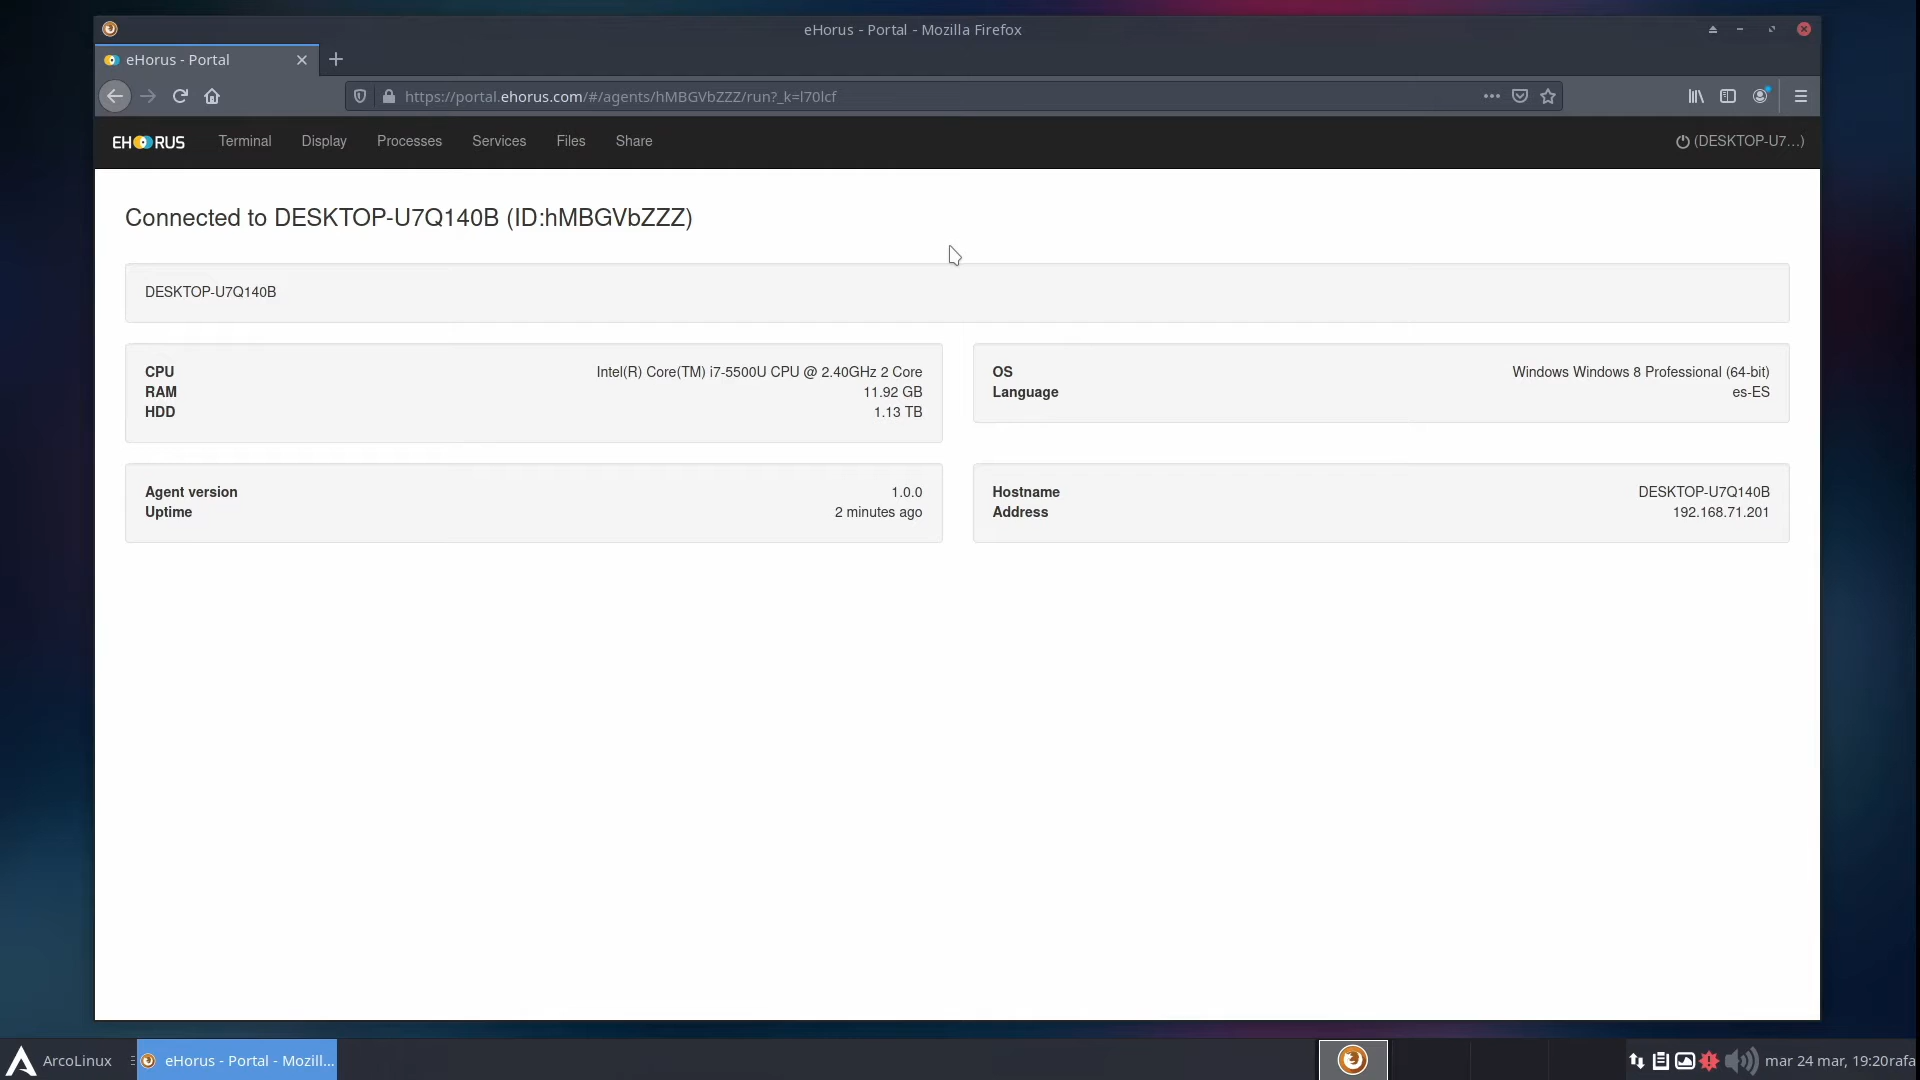 eHorus - Portal - Mozilla Firefox
eHorus - Portal
https://portal.ehorus.com/#/agents/hMBGVbZZZ/run?_k=l70lcf
EHORUS Terminal Display Processes Services Files Share (DESKTOP-U7...)
Connected to DESKTOP-U7Q140B (ID:hMBGVbZZZ)
DESKTOP-U7Q140B
CPU Intel(R) Core(TM) i7-5500U CPU @ 2.40GHz 2 Core
RAM 11.92 GB
HDD 1.13 TB
OS Windows Windows 8 Professional (64-bit)
Language es-ES
Agent version 1.0.0
Uptime 2 minutes ago
Hostname DESKTOP-U7Q140B
Address 192.168.71.201
ArcoLinux eHorus - Portal - Mozill... mar 24 mar, 19:20rafa